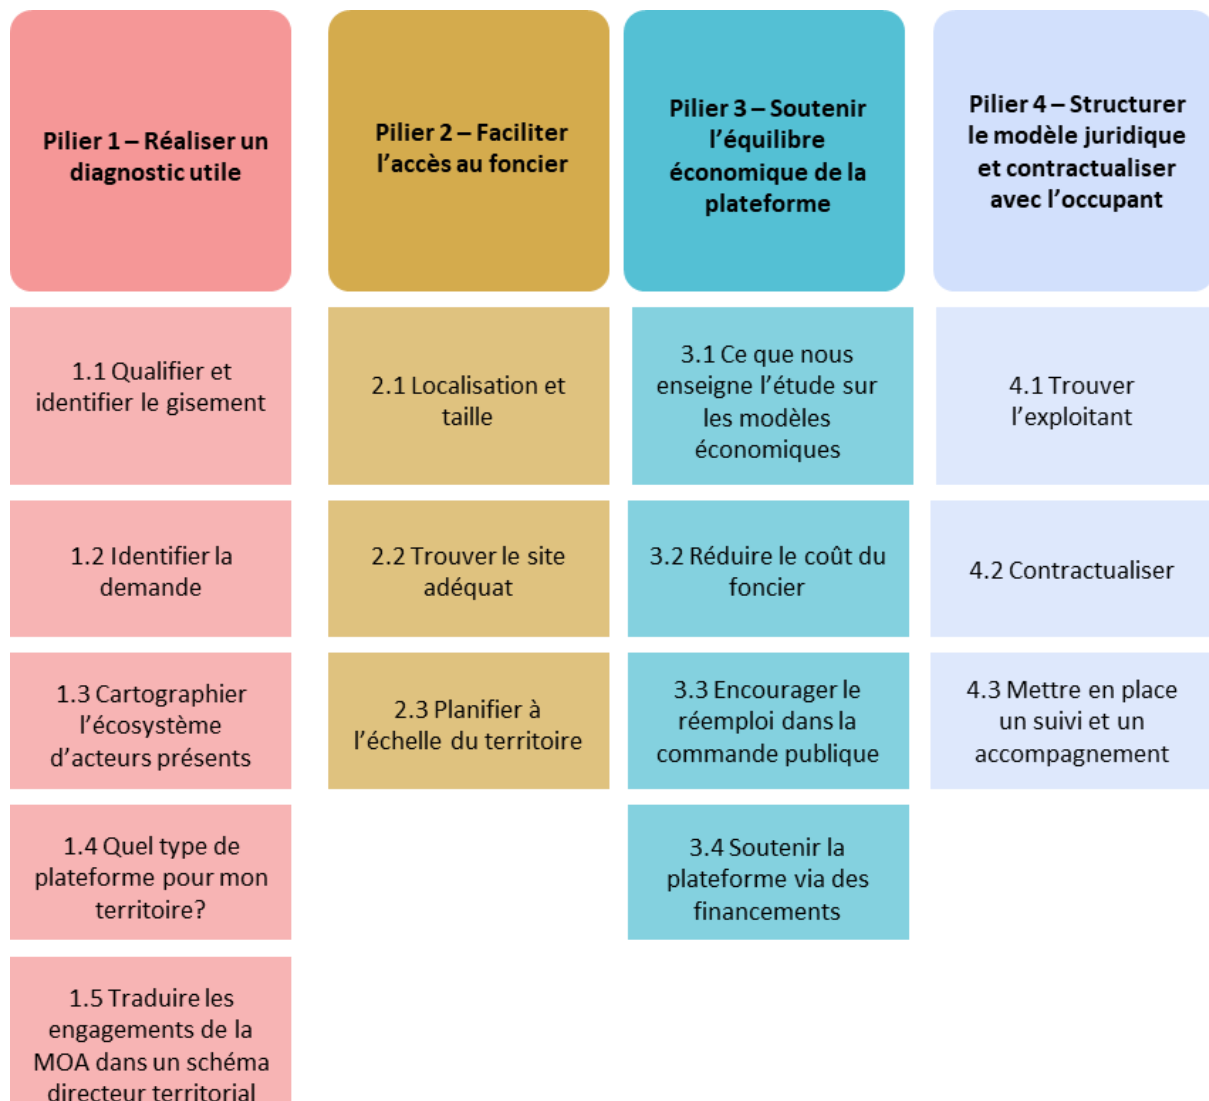 Pilier 1 – Réaliser un
diagnostic utile
Pilier 2 – Faciliter
l’accès au foncier
Pilier 3 – Soutenir
l’équilibre
économique de la
plateforme
Pilier 4 – Structurer
le modèle juridique
et contractualiser
avec l’occupant
1.1 Qualifier et
identifier le gisement
2.1 Localisation et
taille
3.1 Ce que nous
enseigne l’étude sur
les modèles
économiques
4.1 Trouver
l’exploitant
1.2 Identifier la
demande
2.2 Trouver le site
adéquat
3.2 Réduire le coût du
foncier
4.2 Contractualiser
1.3 Cartographier
l’écosystème
d’acteurs présents
2.3 Planifier à
l’échelle du territoire
3.3 Encourager le
réemploi dans la
commande publique
4.3 Mettre en place
un suivi et un
accompagnement
1.4 Quel type de
plateforme pour mon
territoire?
3.4 Soutenir la
plateforme via des
financements
1.5 Traduire les
engagements de la
MOA dans un schéma
directeur territorial